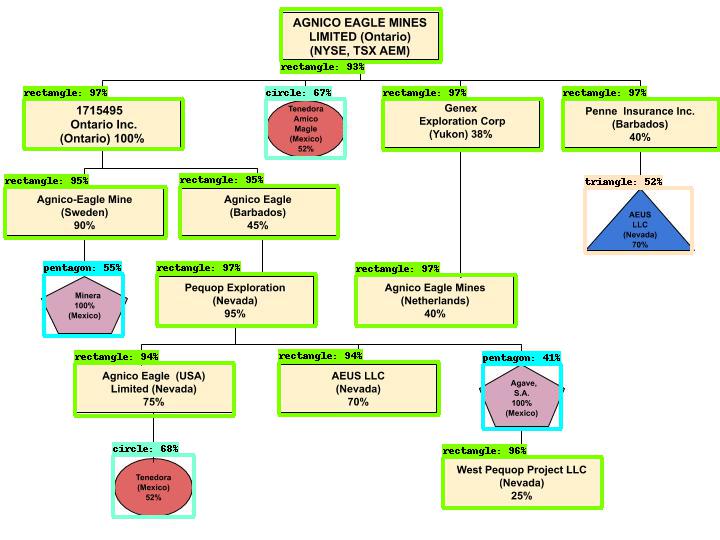 AGNICO EAGLE MINES
LIMITED (Ontario)
(NYSE, TSX AEM)
rectangle: 93%
rectangle: 97%
1715495
Ontario Inc.
(Ontario) 100%
circle: 67%
Tenedora
Amico
Magle
(Mexico)
52%
rectangle: 97%
Genex
Exploration Corp
(Yukon) 38%
rectangle: 97%
Penne Insurance Inc.
(Barbados)
40%
rectangle: 95%
Agnico-Eagle Mine
(Sweden)
90%
rectangle: 95%
Agnico Eagle
(Barbados)
45%
triangle: 52%
AEUS
LLC
(Nevada)
70%
pentagon: 55%
Minera
100%
(Mexico)
rectangle: 97%
Pequop Exploration
(Nevada)
95%
rectangle: 97%
Agnico Eagle Mines
(Netherlands)
40%
rectangle: 94%
Agnico Eagle (USA)
Limited (Nevada)
75%
rectangle: 94%
AEUS LLC
(Nevada)
70%
pentagon: 41%
Agave,
S.A.
100%
(Mexico)
circle: 68%
Tenedora
(Mexico)
52%
rectangle: 96%
West Pequop Project LLC
(Nevada)
25%